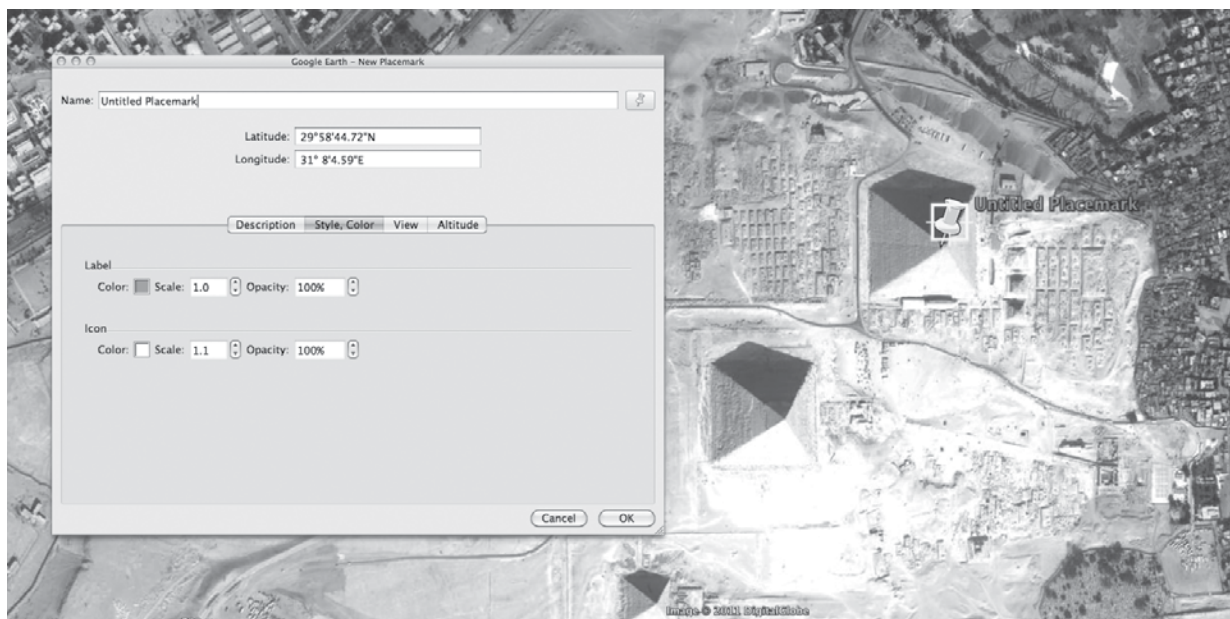 Google Earth - New Placemark
Name: Untitled Placemark
Latitude: 29°58'44.72"N
Longitude: 31° 8'4.59"E
Description Style, Color View Altitude
Label
Color: Scale: 1.0 Opacity: 100%
Icon
Color: Scale: 1.1 Opacity: 100%
Cancel OK
Untitled Placemark
Image © 2011 DigitalGlobe